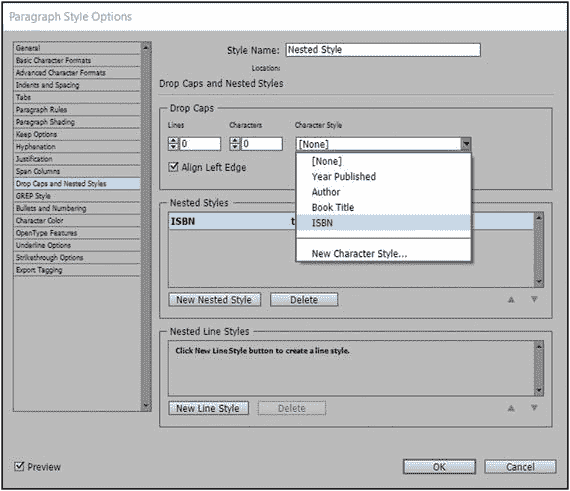 Paragraph Style Options
General
Basic Character Formats
Advanced Character Formats
Indents and Spacing
Tabs
Paragraph Rules
Paragraph Shading
Keep Options
Hyphenation
Justification
Span Columns
Drop Caps and Nested Styles
GREP Style
Bullets and Numbering
Character Color
OpenType Features
Underline Options
Strikethrough Options
Export Tagging
Style Name: Nested Style
Location:
Drop Caps and Nested Styles
Drop Caps
Lines Characters Character Style
0 0 [None]
Align Left Edge
[None]
Year Published
Author
Book Title
ISBN
New Character Style...
Nested Styles
ISBN t
New Nested Style Delete
Nested Line Styles
Click New Line Style button to create a line style.
New Line Style Delete
Preview OK Cancel